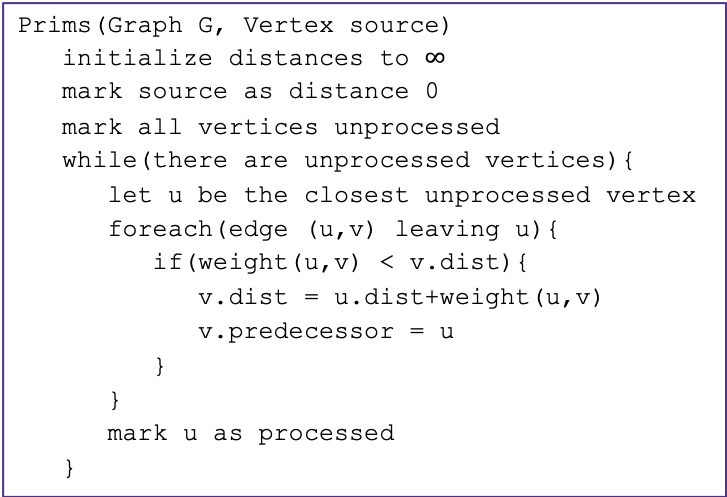 Prims(Graph G, Vertex source)
initialize distances to ∞
mark source as distance 0
mark all vertices unprocessed
while(there are unprocessed vertices){
let u be the closest unprocessed vertex
foreach(edge (u,v) leaving u){
if(weight(u,v) < v.dist){
v.dist = u.dist+weight(u,v)
v.predecessor = u
}
}
mark u as processed
}